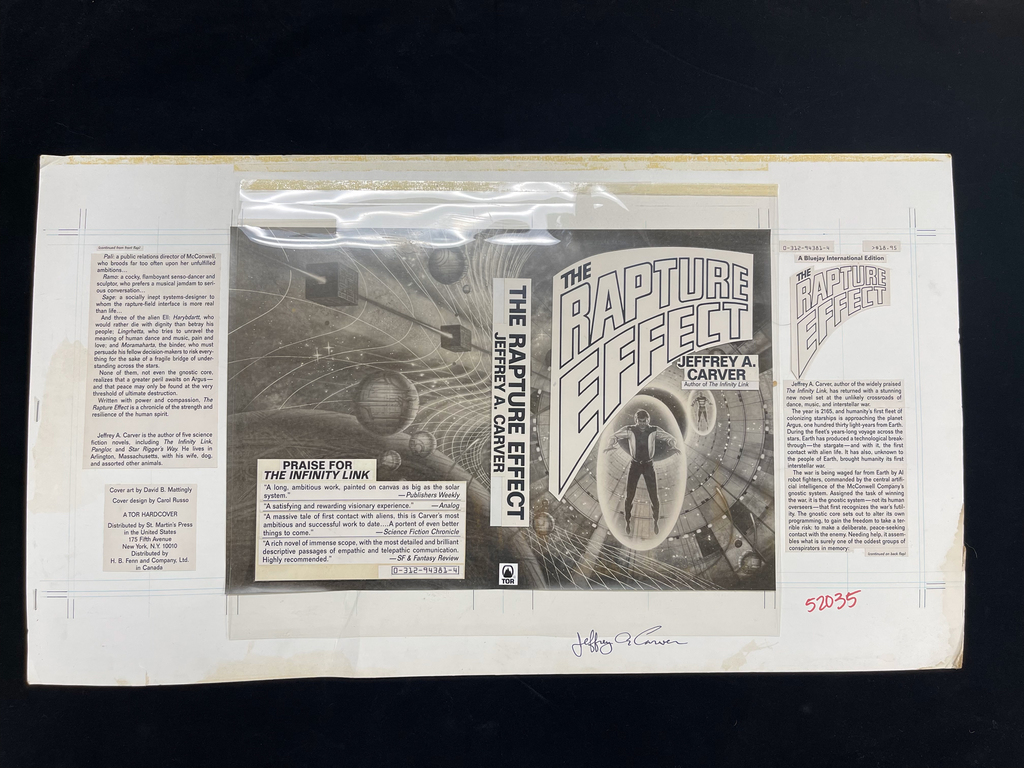 (continued from front flap)
Pali: a public relations director of McConwell,
who broods far too often upon her unfulfilled
ambitions...
Ramo: a cocky, flamboyant senso-dancer and
sculptor, who prefers a musical jamdam to serious
conversation...
Sage: a socially inept systems-designer to
whom the rapture-field interface is more real
than life...
And three of the alien Ell: Harybdartt, who
would rather die with dignity than betray his
people; Lingrhetta, who tries to unravel the
meaning of human dance and music, pain and
love; and Moramaharta, the binder, who must
persuade his fellow decision-makers to risk everything
for the sake of a fragile bridge of understanding
across the stars.
None of them, not even the gnostic core,
realizes that a greater peril awaits on Argus—
and that peace may only be found at the very
threshold of ultimate destruction.
Written with power and compassion, The
Rapture Effect is a chronicle of the strength and
resilience of the human spirit.
Jeffrey A. Carver is the author of five science
fiction novels, including The Infinity Link,
Panglor, and Star Rigger's Way. He lives in
Arlington, Massachusetts, with his wife, dog,
and assorted other animals.
Cover art by David B. Mattingly
Cover design by Carol Russo
A TOR HARDCOVER
Distributed by St. Martin's Press
in the United States
175 Fifth Avenue
New York, N.Y. 10010
Distributed by
H. B. Fenn and Company, Ltd.
in Canada
PRAISE FOR
THE INFINITY LINK
"A long, ambitious work, painted on canvas as big as the solar
system." —Publishers Weekly
"A satisfying and rewarding visionary experience." —Analog
"A massive tale of first contact with aliens, this is Carver's most
ambitious and successful work to date....A portent of even better
things to come." —Science Fiction Chronicle
"A rich novel of immense scope, with the most detailed and brilliant
descriptive passages of empathic and telepathic communication.
Highly recommended." —SF & Fantasy Review
0-312-94381-4
THE RAPTURE EFFECT
JEFFREY A. CARVER
TOR
THE
RAPTURE
EFFECT
JEFFREY A.
CARVER
Author of The Infinity Link
0-312-94381-4 >$18.95
A Bluejay International Edition
THE
RAPTURE
EFFECT
Jeffrey A. Carver, author of the widely praised
The Infinity Link, has returned with a stunning
new novel set at the unlikely crossroads of
dance, music, and interstellar war.
The year is 2165, and humanity's first fleet of
colonizing starships is approaching the planet
Argus, one hundred thirty light-years from Earth.
During the fleet's years-long voyage across the
stars, Earth has produced a technological breakthrough—
the stargate—and with it, the first
contact with alien life. It has also, unknown to
the people of Earth, brought humanity its first
interstellar war.
The war is being waged far from Earth by AI
robot fighters, commanded by the central artificial
intelligence of the McConwell Company's
gnostic system. Assigned the task of winning
the war, it is the gnostic system—not its human
overseers—that first recognizes the war's futility.
The gnostic core sets out to alter its own
programming, to gain the freedom to take a terrible
risk: to make a deliberate, peace-seeking
contact with the enemy. Needing help, it assembles
what is surely one of the oddest groups of
conspirators in memory:
(continued on back flap)
52035
Jeffrey A. Carver